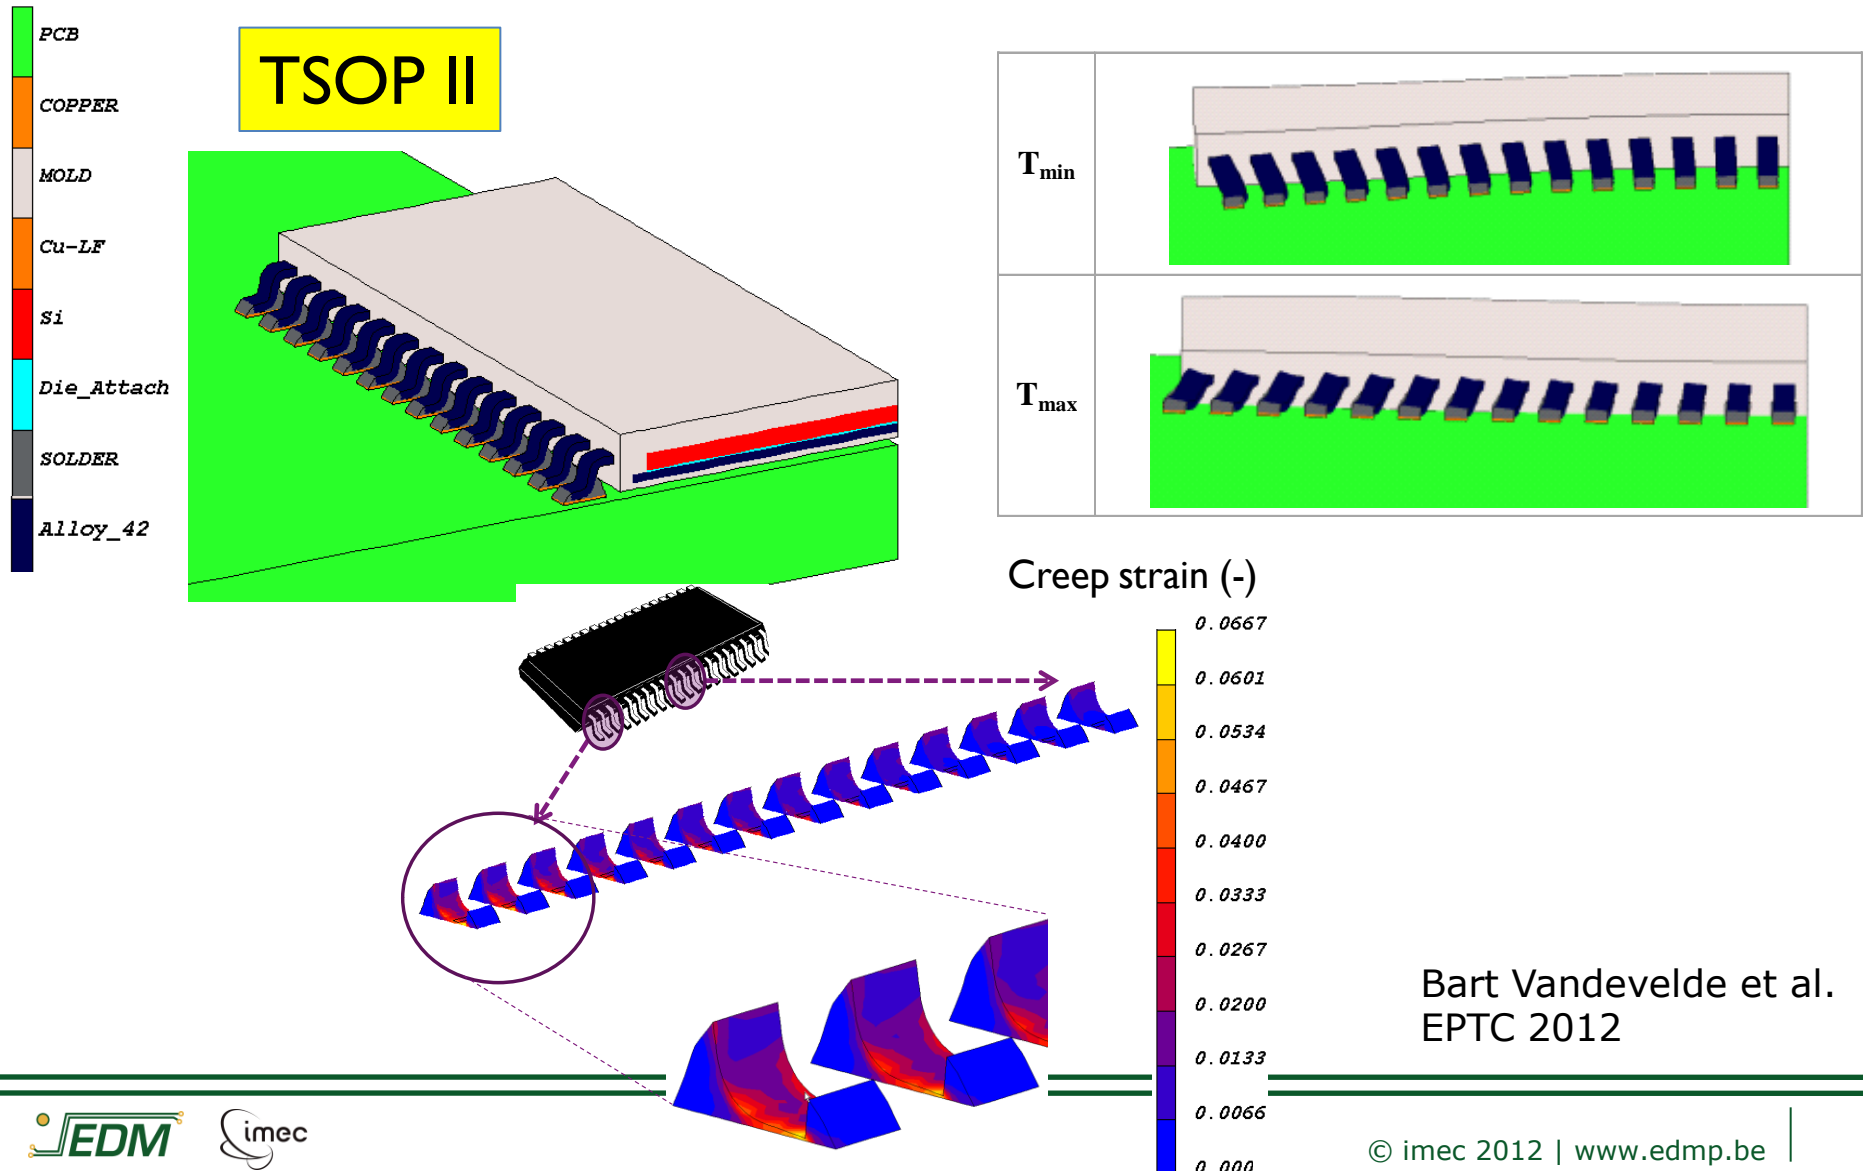 PCB
COPPER
MOLD
Cu-LF
Si
Die_Attach
SOLDER
Alloy_42
TSOP II
Tmin
Tmax
Creep strain (-)
0.0667
0.0601
0.0534
0.0467
0.0400
0.0333
0.0267
0.0200
0.0133
0.0066
0.000
Bart Vandevelde et al.
EPTC 2012
EDM
imec
© imec 2012 | www.edmp.be